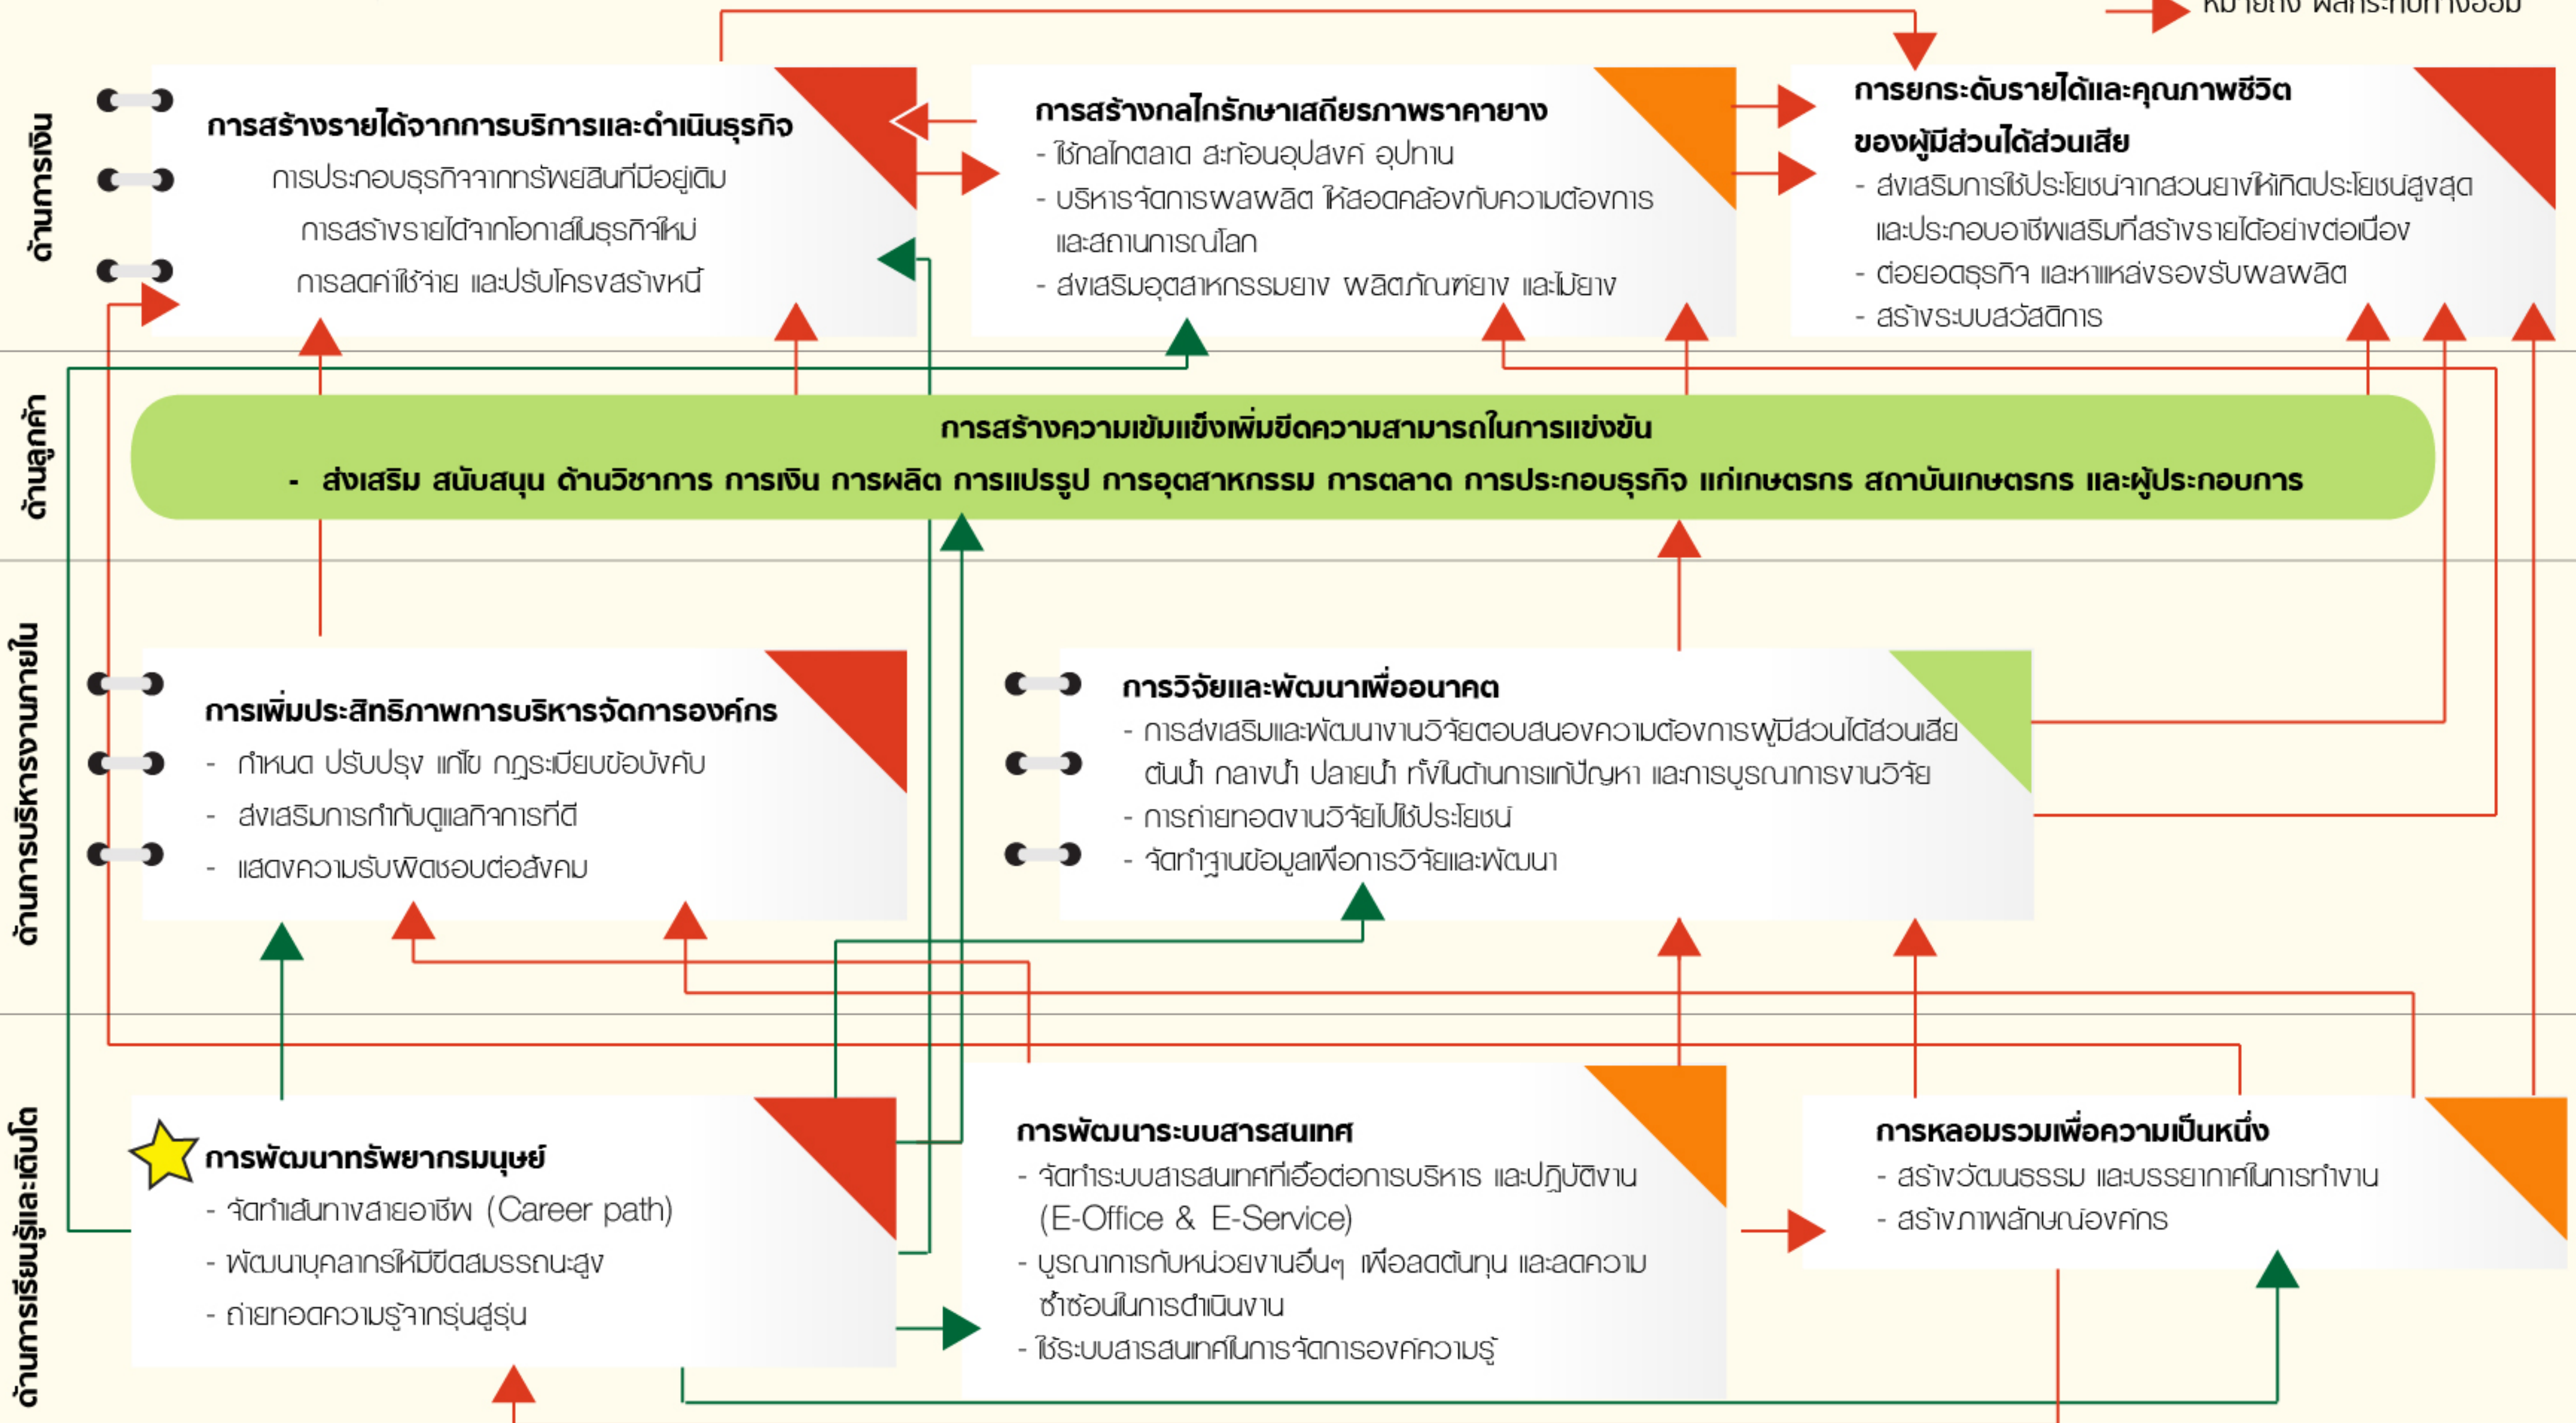 หมายถึง ผลกระทบทางอ้อม
ด้านการเงิน
การสร้างรายได้จากการบริการและดำเนินธุรกิจ
การประกอบธุรกิจจากทรัพย์สินที่มีอยู่เดิม
การสร้างรายได้จากโอกาสในธุรกิจใหม่
การลดค่าใช้จ่าย และปรับโครงสร้างหนี้
การสร้างกลไกรักษาเสถียรภาพราคายาง
- ใช้กลไกตลาด สะท้อนอุปสงค์ อุปทาน
- บริหารจัดการผลผลิต ให้สอดคล้องกับความต้องการ
และสถานการณ์โลก
- ส่งเสริมอุตสาหกรรมยาง ผลิตภัณฑ์ยาง และไม้ยาง
การยกระดับรายได้และคุณภาพชีวิต
ของผู้มีส่วนได้ส่วนเสีย
- ส่งเสริมการใช้ประโยชน์จากสวนยางให้เกิดประโยชน์สูงสุด
และประกอบอาชีพเสริมที่สร้างรายได้อย่างต่อเนื่อง
- ต่อยอดธุรกิจ และหาแหล่งรองรับผลผลิต
- สร้างระบบสวัสดิการ
ด้านลูกค้า
การสร้างความเข้มแข็งเพิ่มขีดความสามารถในการแข่งขัน
- ส่งเสริม สนับสนุน ด้านวิชาการ การเงิน การผลิต การแปรรูป การอุตสาหกรรม การตลาด การประกอบธุรกิจ แก่เกษตรกร สถาบันเกษตรกร และผู้ประกอบการ
ด้านการบริหารงานภายใน
การเพิ่มประสิทธิภาพการบริหารจัดการองค์กร
- กำหนด ปรับปรุง แก้ไข กฎระเบียบข้อบังคับ
- ส่งเสริมการกำกับดูแลกิจการที่ดี
- แสดงความรับผิดชอบต่อสังคม
การวิจัยและพัฒนาเพื่ออนาคต
- การส่งเสริมและพัฒนางานวิจัยตอบสนองความต้องการผู้มีส่วนได้ส่วนเสีย
ต้นน้ำ กลางน้ำ ปลายน้ำ ทั้งในด้านการแก้ปัญหา และการบูรณาการงานวิจัย
- การถ่ายทอดงานวิจัยไปใช้ประโยชน์
- จัดทำฐานข้อมูลเพื่อการวิจัยและพัฒนา
ด้านการเรียนรู้และเติบโต
การพัฒนาทรัพยากรมนุษย์
- จัดทำเส้นทางสายอาชีพ (Career path)
- พัฒนาบุคลากรให้มีขีดสมรรถนะสูง
- ถ่ายทอดความรู้จากรุ่นสู่รุ่น
การพัฒนาระบบสารสนเทศ
- จัดทำระบบสารสนเทศที่เอื้อต่อการบริหาร และปฏิบัติงาน
(E-Office & E-Service)
- บูรณาการกับหน่วยงานอื่นๆ เพื่อลดต้นทุน และลดความ
ซ้ำซ้อนในการดำเนินงาน
- ใช้ระบบสารสนเทศในการจัดการองค์ความรู้
การหลอมรวมเพื่อความเป็นหนึ่ง
- สร้างวัฒนธรรม และบรรยากาศในการทำงาน
- สร้างภาพลักษณ์องค์กร